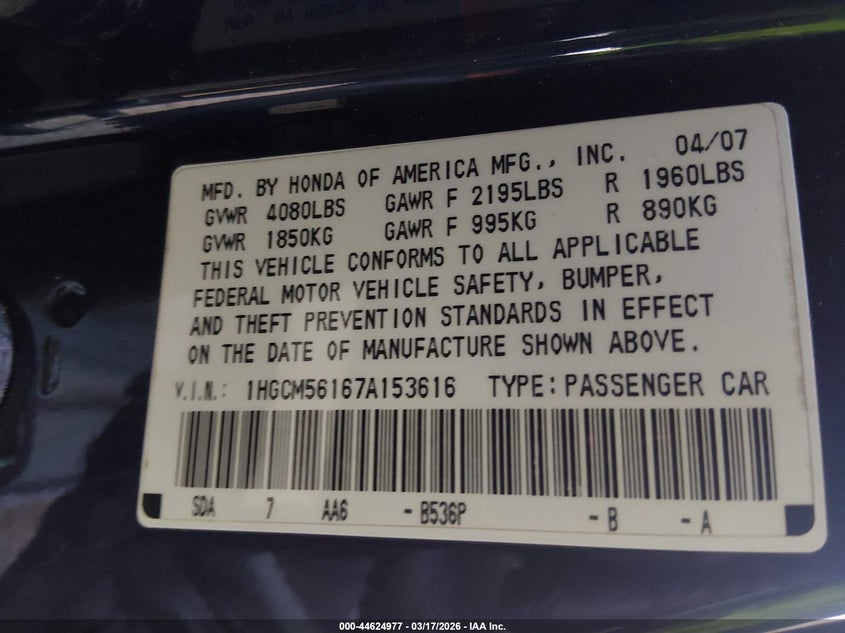 MFD. BY HONDA OF AMERICA MFG., INC. 04/07
GVWR 4080LBS GAWR F 2195LBS R 1960LBS
GVWR 1850KG GAWR F 995KG R 890KG
THIS VEHICLE CONFORMS TO ALL APPLICABLE
FEDERAL MOTOR VEHICLE SAFETY, BUMPER,
AND THEFT PREVENTION STANDARDS IN EFFECT
ON THE DATE OF MANUFACTURE SHOWN ABOVE.
V.I.N.: 1HGCM56167A153616 TYPE: PASSENGER CAR
SDA 7 AA6 - B536P - B - A
000-44624977 - 03/17/2026 - IAA Inc.